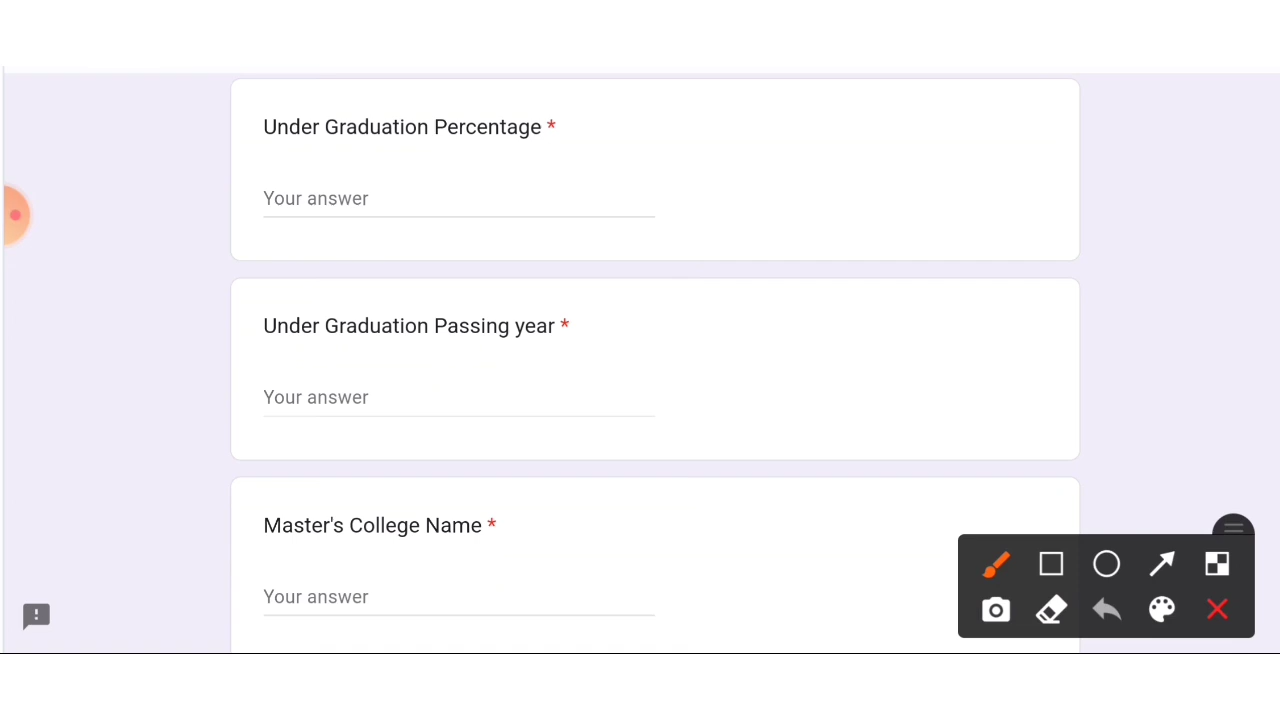 Under Graduation Percentage *
Your answer
Under Graduation Passing year *
Your answer
Master's College Name *
Your answer